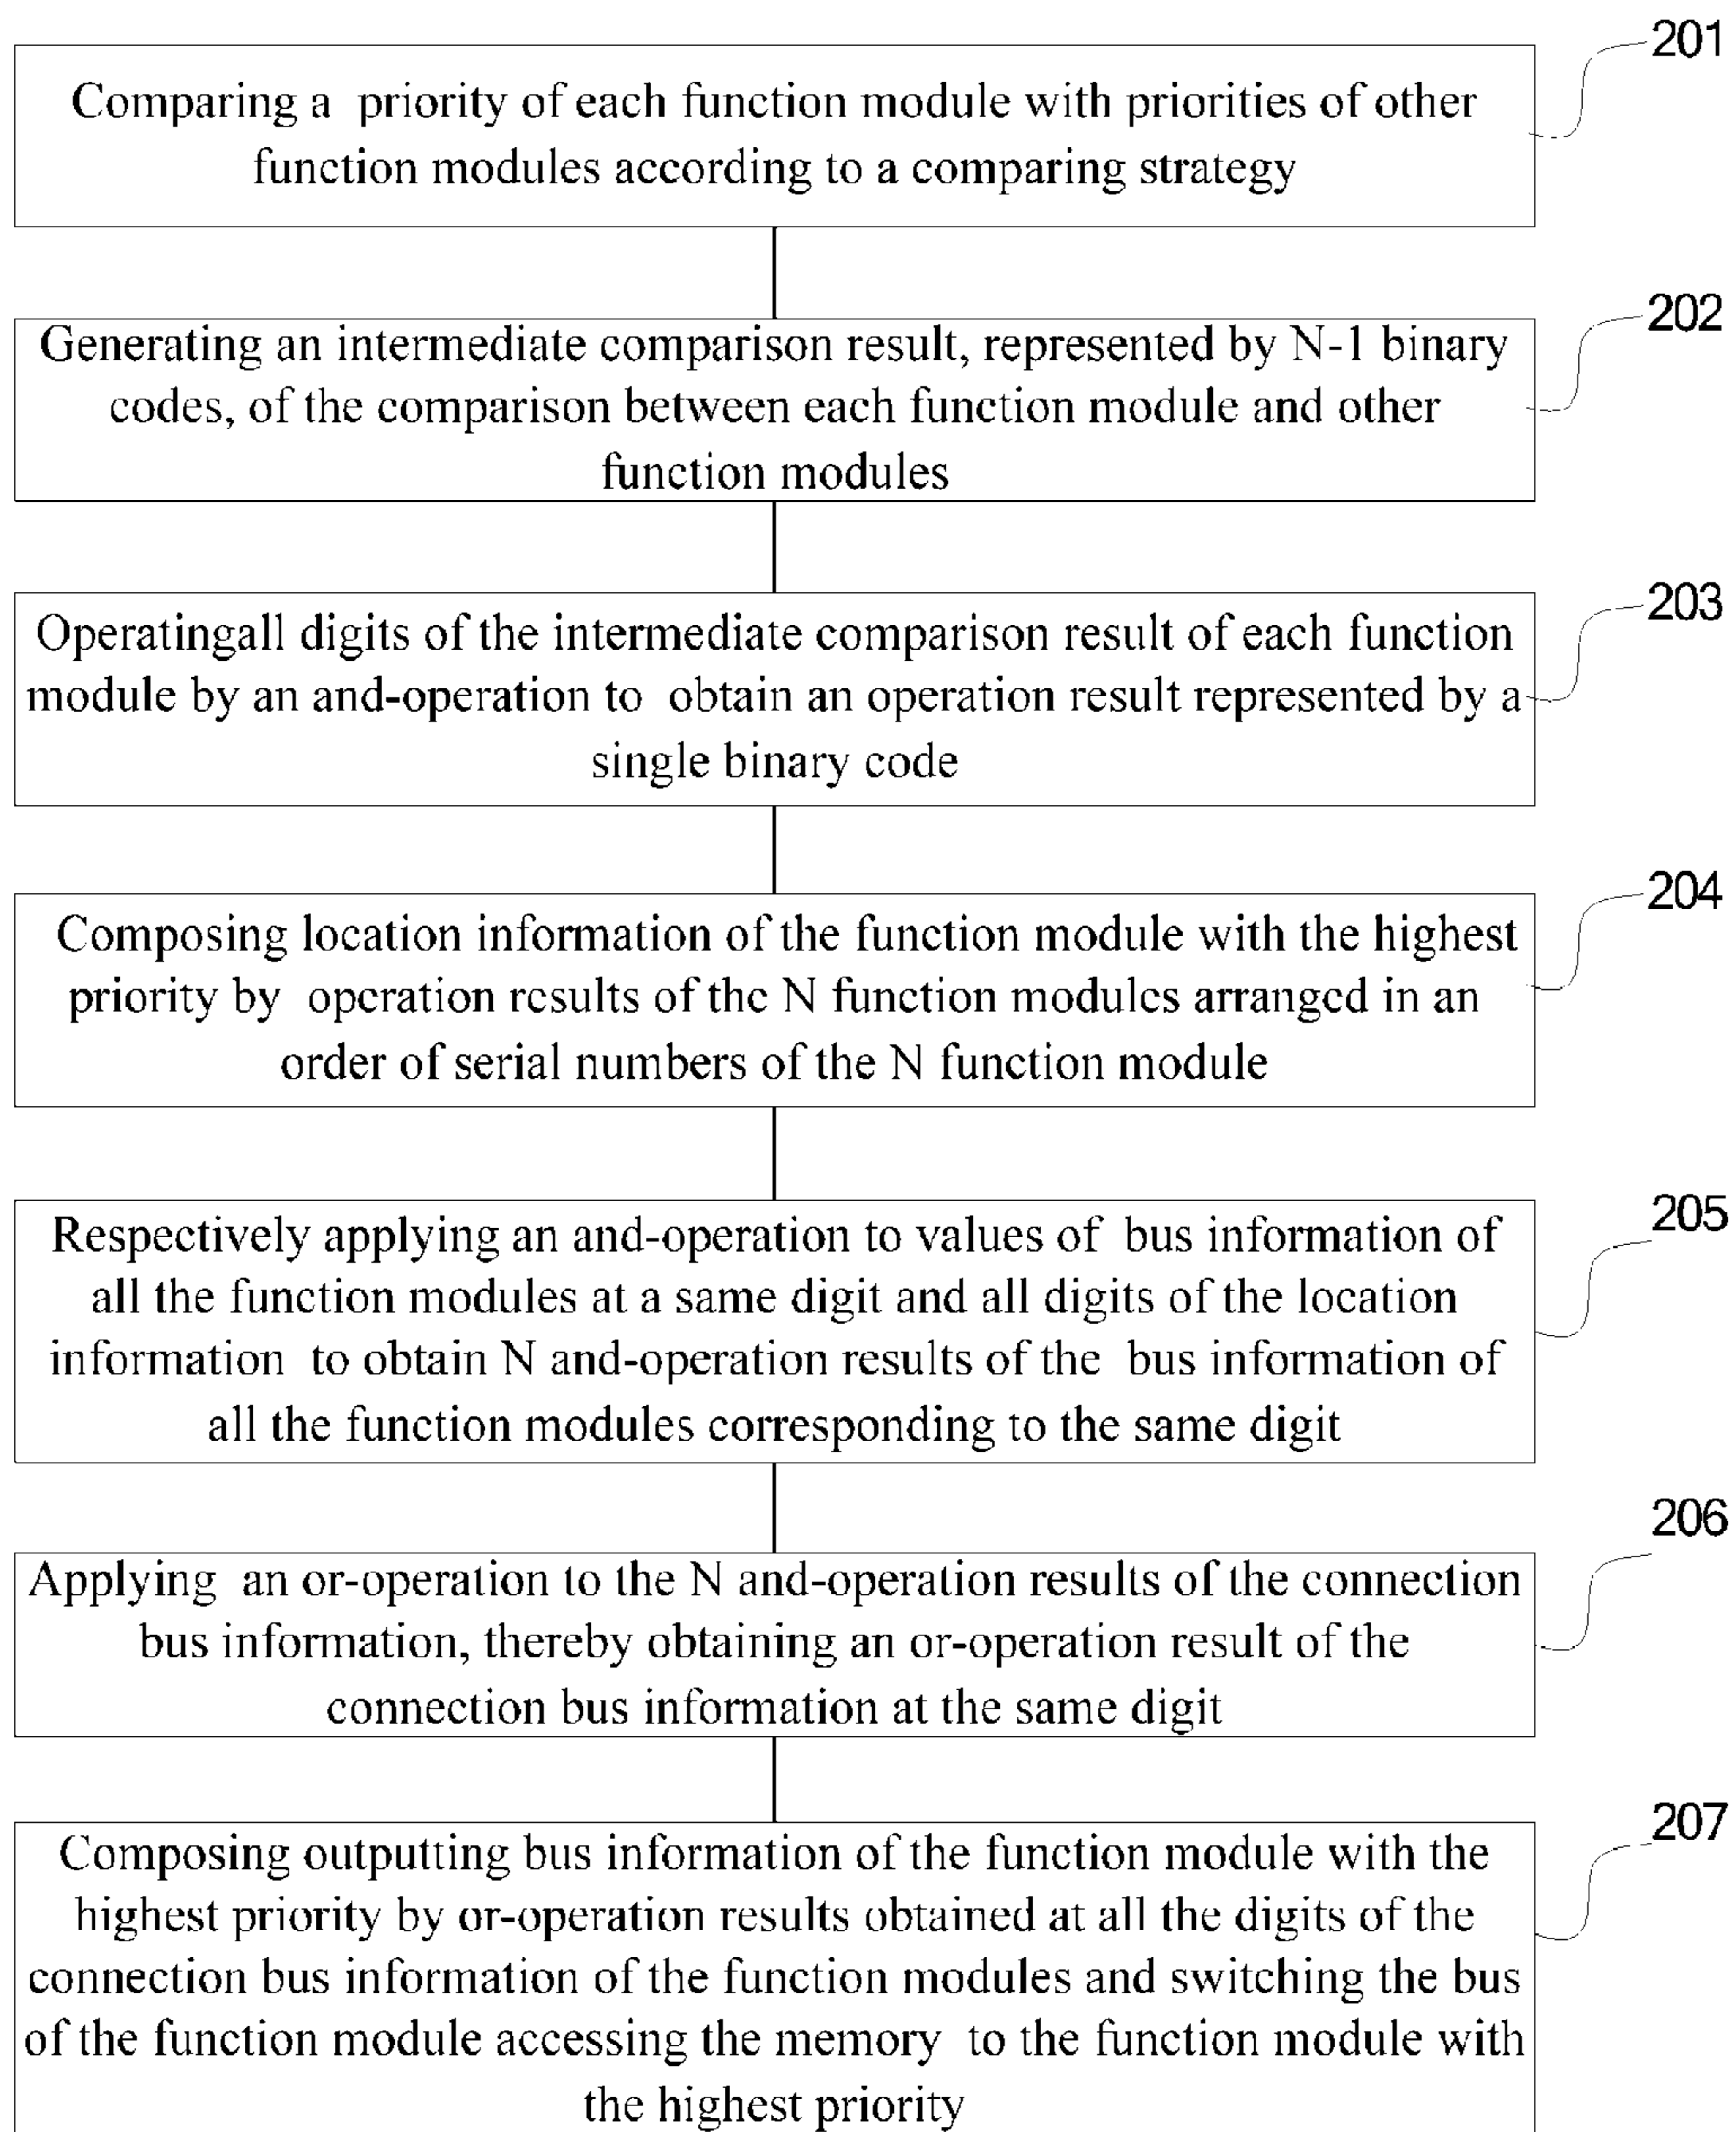 201
Comparing a priority of each function module with priorities of other
function modules according to a comparing strategy
202
Generating an intermediate comparison result, represented by N-1 binary
codes, of the comparison between each function module and other
function modules
203
Operatingall digits of the intermediate comparison result of each function
module by an and-operation to obtain an operation result represented by a
single binary code
204
Composing location information of the function module with the highest
priority by operation results of the N function modules arranged in an
order of serial numbers of the N function module
205
Respectively applying an and-operation to values of bus information of
all the function modules at a same digit and all digits of the location
information to obtain N and-operation results of the bus information of
all the function modules corresponding to the same digit
206
Applying an or-operation to the N and-operation results of the connection
bus information, thereby obtaining an or-operation result of the
connection bus information at the same digit
207
Composing outputting bus information of the function module with the
highest priority by or-operation results obtained at all the digits of the
connection bus information of the function modules and switching the bus
of the function module accessing the memory to the function module with
the highest priority